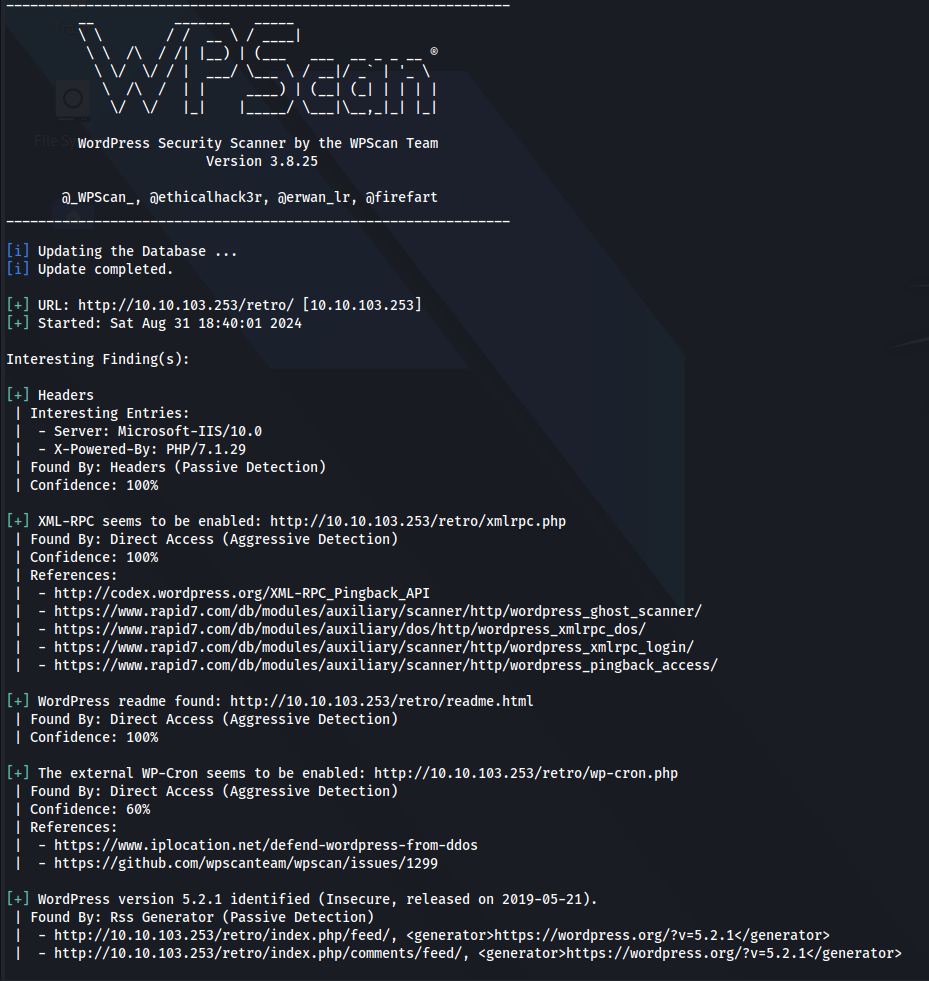 _______________________________________________________________
         __          _______   _____
         \ \        / /  __ \ / ____|
          \ \  /\  / /| |__) | (___   ___  __ _ _ __ ®
           \ \/  \/ / |  ___/ \___ \ / __|/ _` | '_ \
            \  /\  /  | |     ____) | (__| (_| | | | |
             \/  \/   |_|    |_____/ \___|\__,_|_| |_|

         WordPress Security Scanner by the WPScan Team
                         Version 3.8.25

       @_WPScan_, @ethicalhack3r, @erwan_lr, @firefart
_______________________________________________________________

[i] Updating the Database ...
[i] Update completed.

[+] URL: http://10.10.103.253/retro/ [10.10.103.253]
[+] Started: Sat Aug 31 18:40:01 2024

Interesting Finding(s):

[+] Headers
 | Interesting Entries:
 |  - Server: Microsoft-IIS/10.0
 |  - X-Powered-By: PHP/7.1.29
 | Found By: Headers (Passive Detection)
 | Confidence: 100%

[+] XML-RPC seems to be enabled: http://10.10.103.253/retro/xmlrpc.php
 | Found By: Direct Access (Aggressive Detection)
 | Confidence: 100%
 | References:
 |  - http://codex.wordpress.org/XML-RPC_Pingback_API
 |  - https://www.rapid7.com/db/modules/auxiliary/scanner/http/wordpress_ghost_scanner/
 |  - https://www.rapid7.com/db/modules/auxiliary/dos/http/wordpress_xmlrpc_dos/
 |  - https://www.rapid7.com/db/modules/auxiliary/scanner/http/wordpress_xmlrpc_login/
 |  - https://www.rapid7.com/db/modules/auxiliary/scanner/http/wordpress_pingback_access/

[+] WordPress readme found: http://10.10.103.253/retro/readme.html
 | Found By: Direct Access (Aggressive Detection)
 | Confidence: 100%

[+] The external WP-Cron seems to be enabled: http://10.10.103.253/retro/wp-cron.php
 | Found By: Direct Access (Aggressive Detection)
 | Confidence: 60%
 | References:
 |  - https://www.iplocation.net/defend-wordpress-from-ddos
 |  - https://github.com/wpscanteam/wpscan/issues/1299

[+] WordPress version 5.2.1 identified (Insecure, released on 2019-05-21).
 | Found By: Rss Generator (Passive Detection)
 |  - http://10.10.103.253/retro/index.php/feed/, <generator>https://wordpress.org/?v=5.2.1</generator>
 |  - http://10.10.103.253/retro/index.php/comments/feed/, <generator>https://wordpress.org/?v=5.2.1</generator>